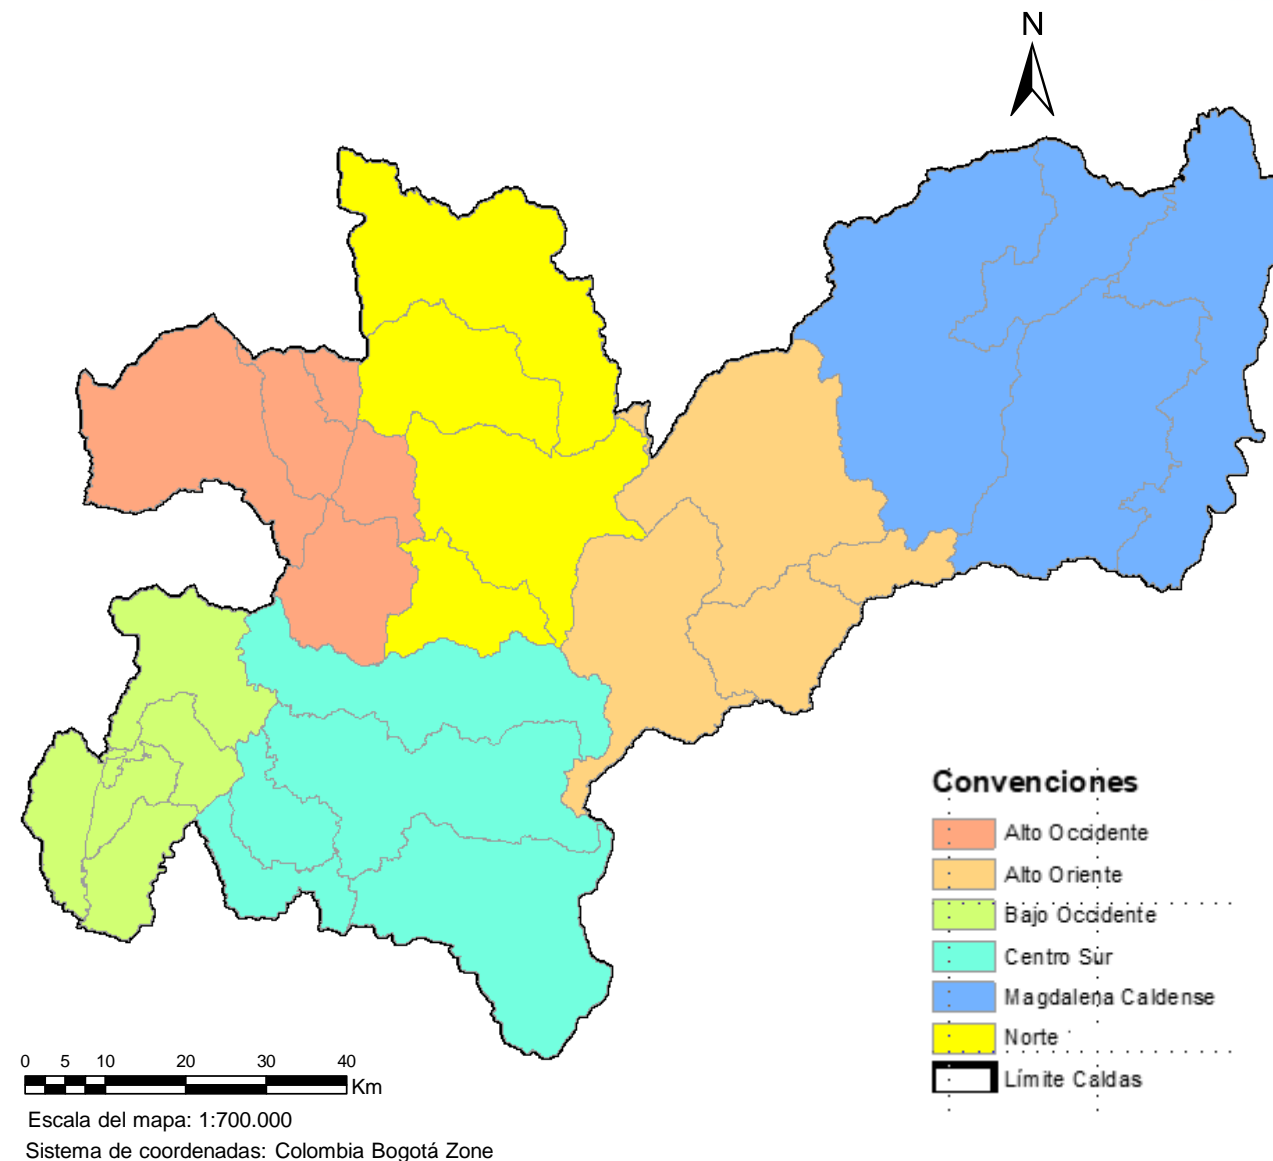 N
Convenciones
Alto Occidente
Alto Oriente
Bajo Occidente
Centro Sur
Magdalena Caldense
Norte
Límite Caldas
0 5 10 20 30 40
Km
Escala del mapa: 1:700.000
Sistema de coordenadas: Colombia Bogotá Zone